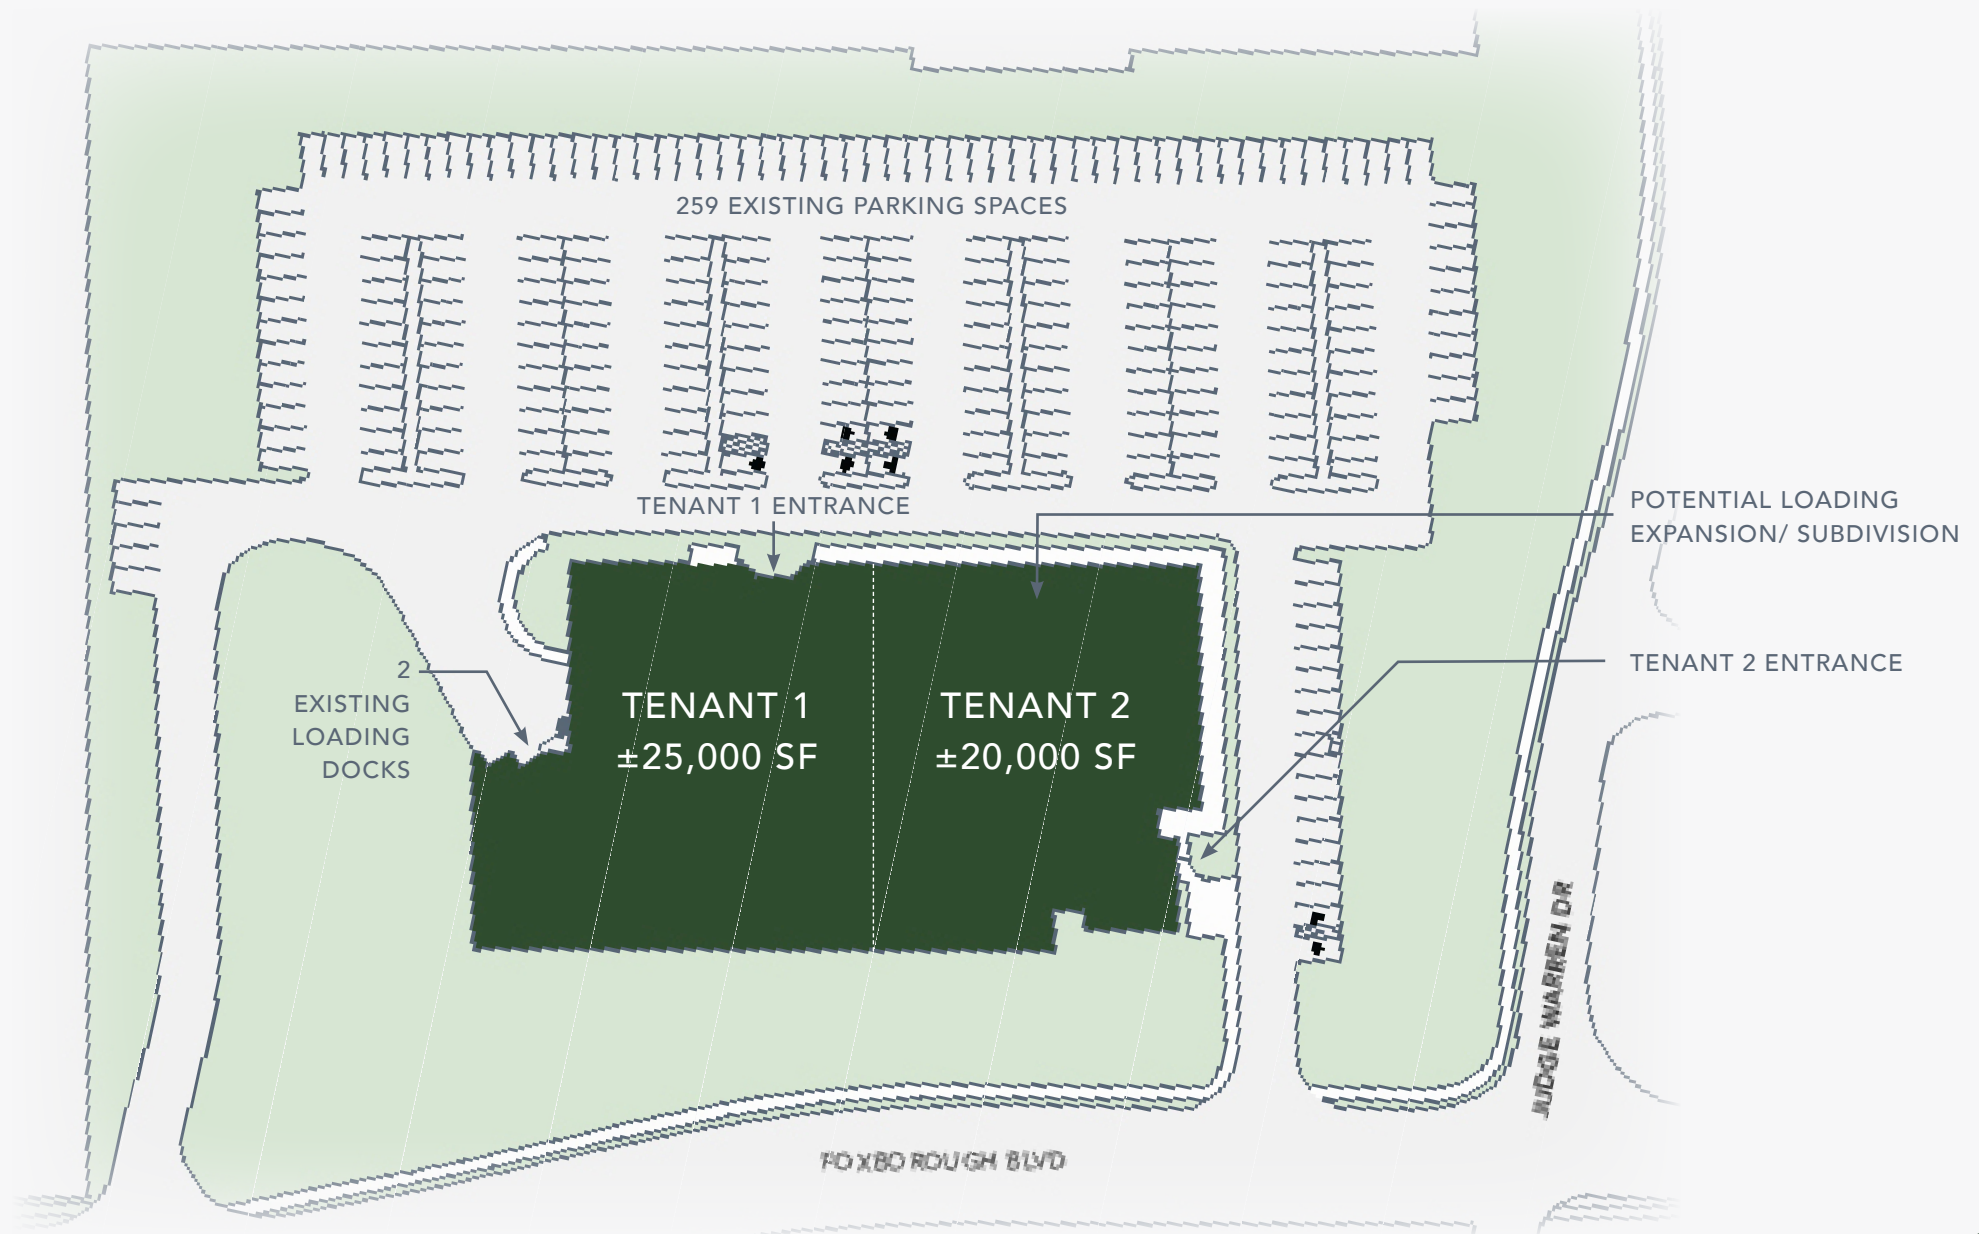 259 EXISTING PARKING SPACES
TENANT 1 ENTRANCE
POTENTIAL LOADING
EXPANSION/ SUBDIVISION
TENANT 2 ENTRANCE
2
EXISTING
LOADING
DOCKS
TENANT 1
±25,000 SF
TENANT 2
±20,000 SF
JUDGE WARREN DR
FOXBOROUGH BLVD